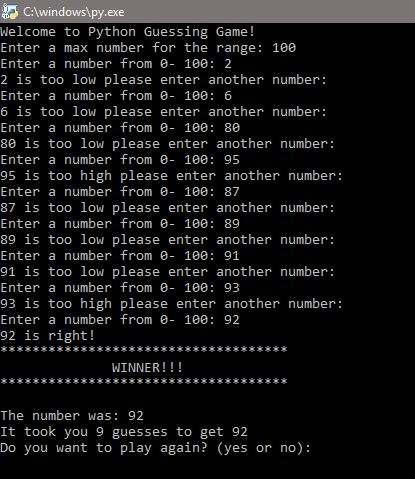 C:\windows\py.exe
Welcome to Python Guessing Game!
Enter a max number for the range: 100
Enter a number from 0- 100: 2
2 is too low please enter another number:
Enter a number from 0- 100: 6
6 is too low please enter another number:
Enter a number from 0- 100: 80
80 is too low please enter another number:
Enter a number from 0- 100: 95
95 is too high please enter another number:
Enter a number from 0- 100: 87
87 is too low please enter another number:
Enter a number from 0- 100: 89
89 is too low please enter another number:
Enter a number from 0- 100: 91
91 is too low please enter another number:
Enter a number from 0- 100: 93
93 is too high please enter another number:
Enter a number from 0- 100: 92
92 is right!
************************************
WINNER!!!
************************************
The number was: 92
It took you 9 guesses to get 92
Do you want to play again? (yes or no):